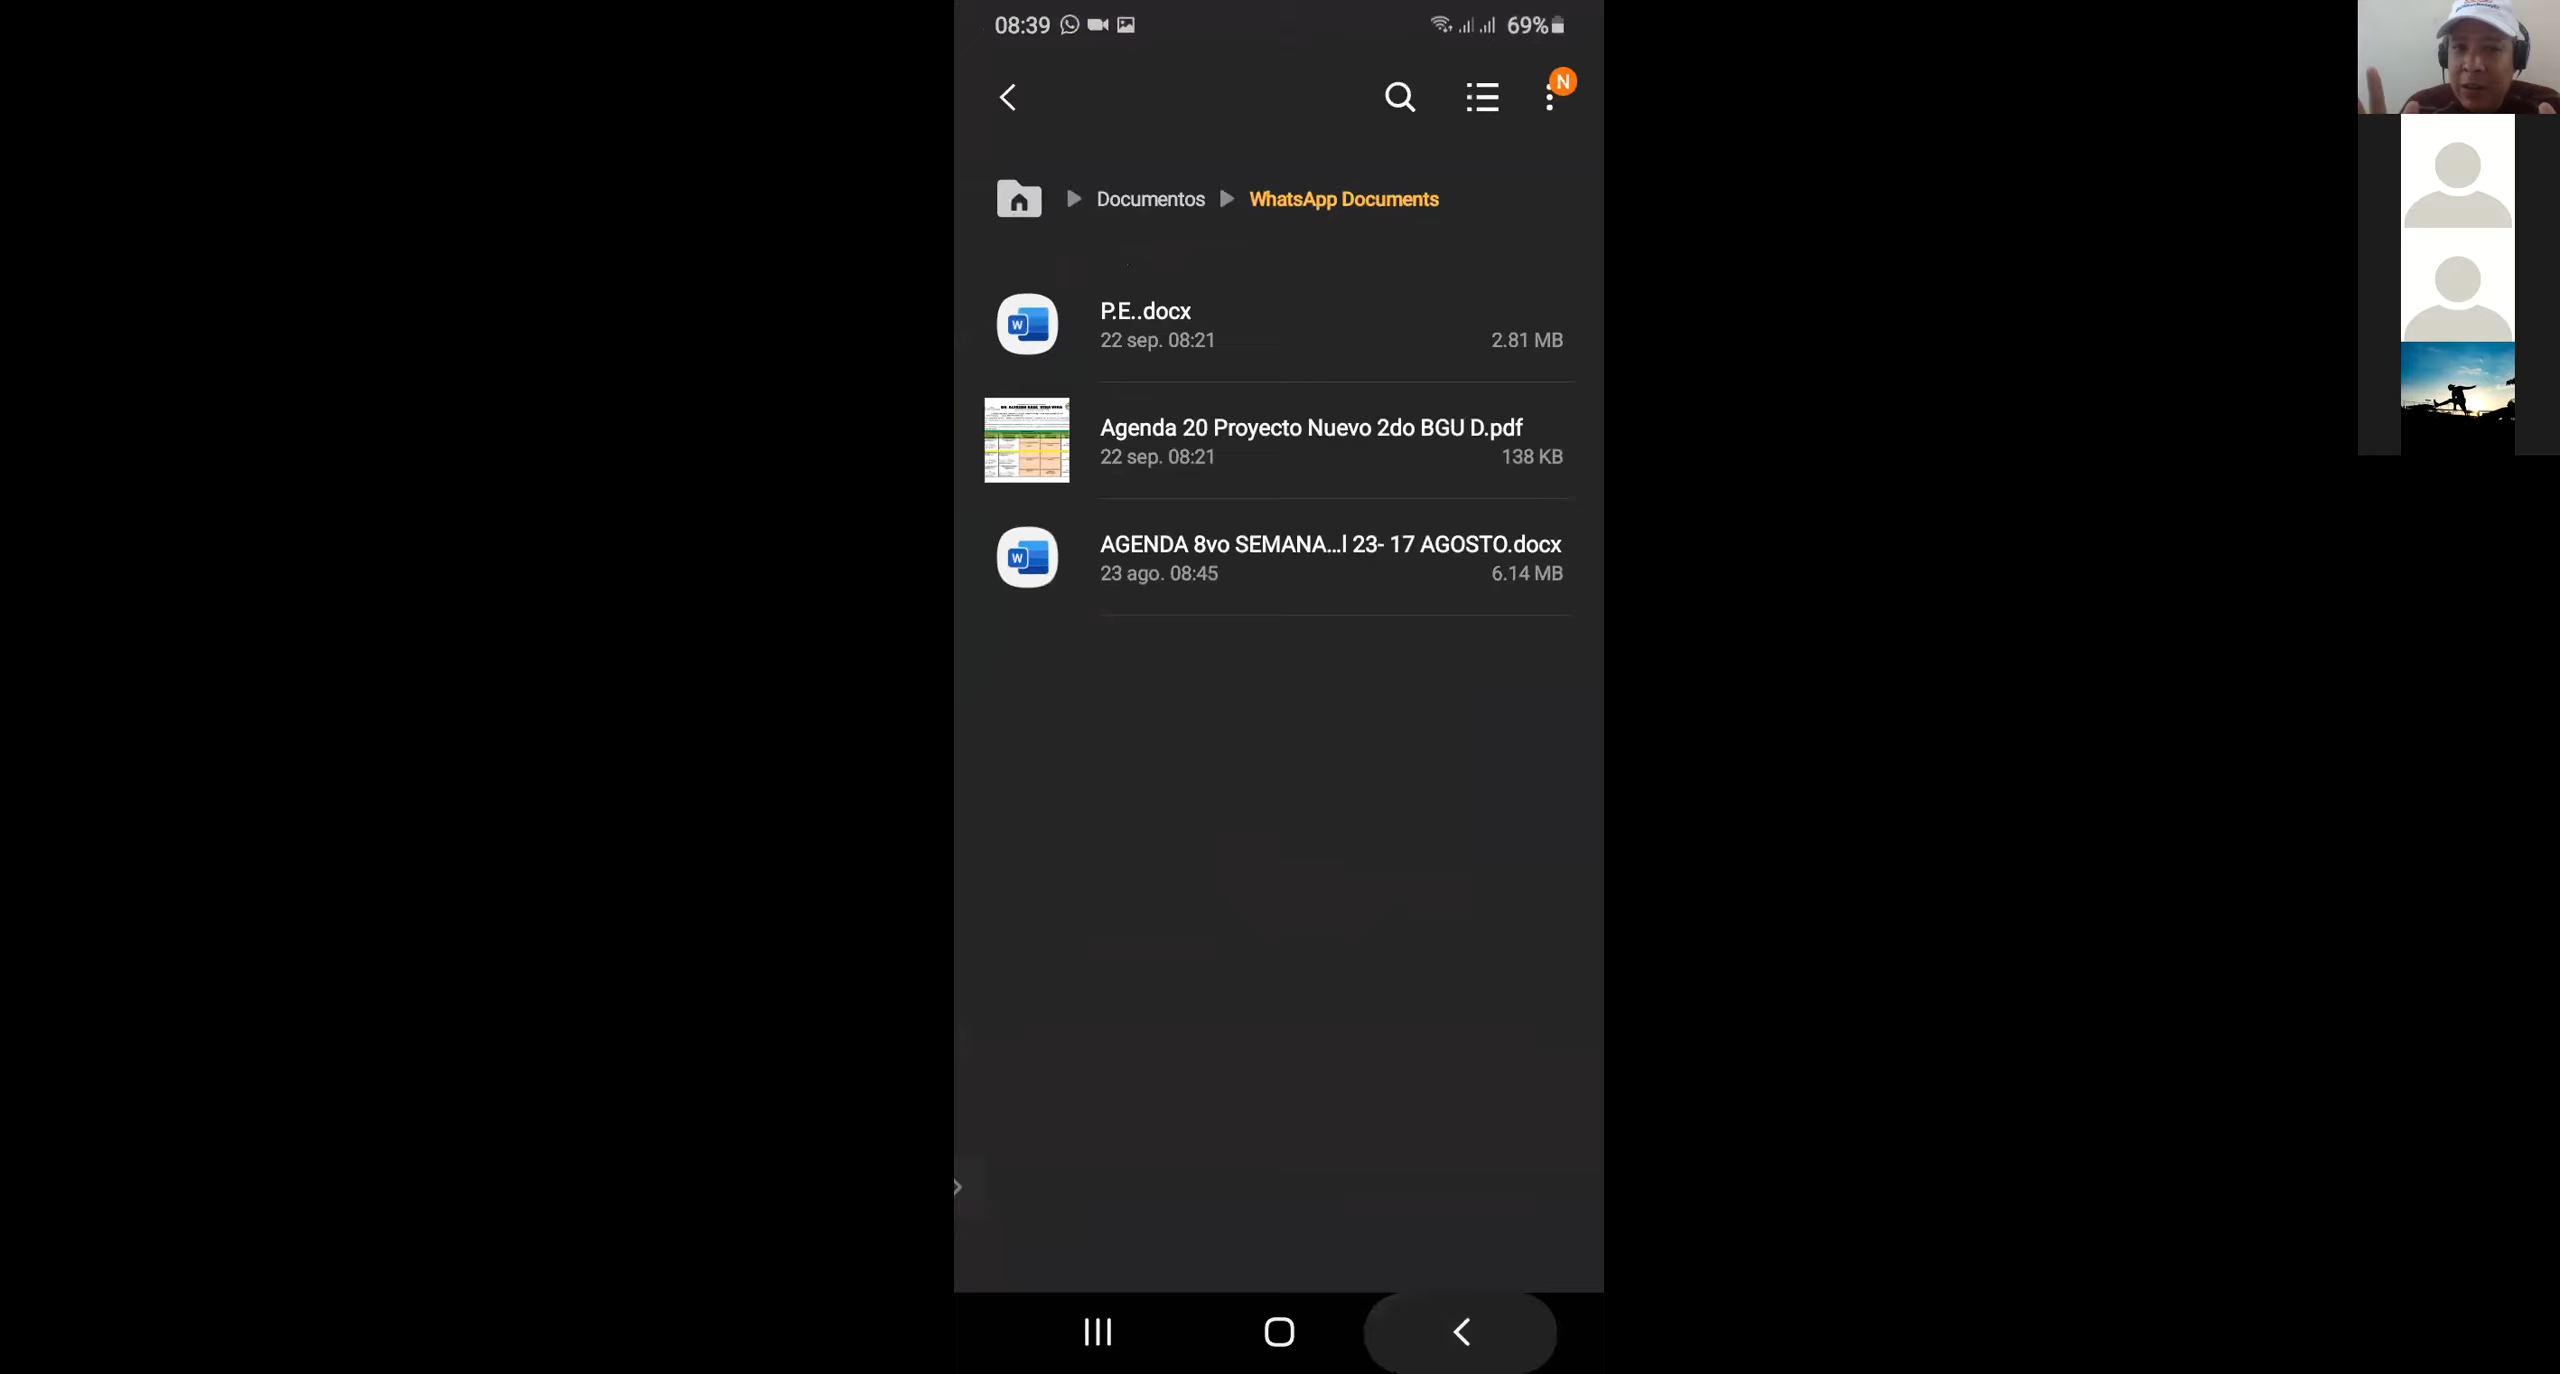 08:39
69%
N
Documentos
WhatsApp Documents
P.E..docx
22 sep. 08:21
2.81 MB
Agenda 20 Proyecto Nuevo 2do BGU D.pdf
22 sep. 08:21
138 KB
AGENDA 8vo SEMANA...l 23- 17 AGOSTO.docx
23 ago. 08:45
6.14 MB